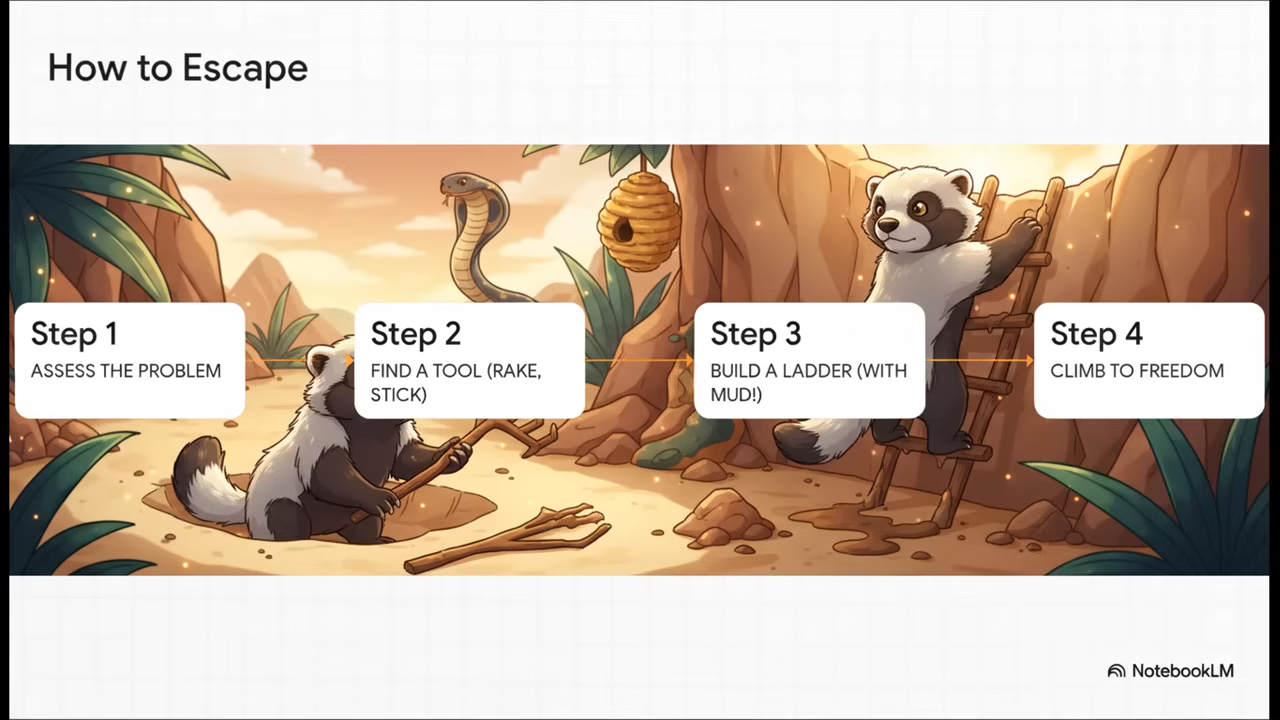 How to Escape
Step 1
ASSESS THE PROBLEM
Step 2
FIND A TOOL (RAKE,
STICK)
Step 3
BUILD A LADDER (WITH
MUD!)
Step 4
CLIMB TO FREEDOM
NotebookLM